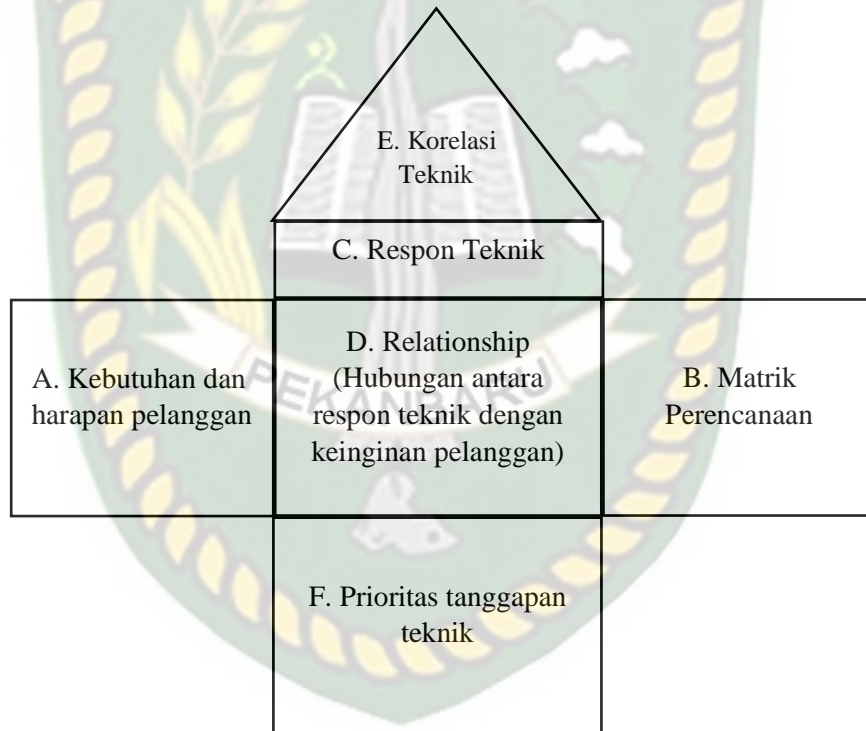 E. Korelasi
Teknik
C. Respon Teknik
A. Kebutuhan dan
harapan pelanggan
D. Relationship
(Hubungan antara
respon teknik dengan
keinginan pelanggan)
B. Matrik
Perencanaan
PEKANBARU
F. Prioritas tanggapan
teknik